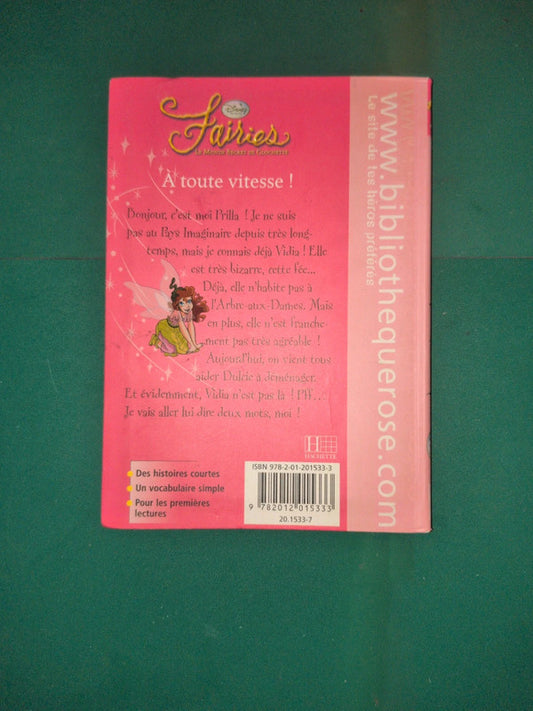 Disney
Fairies
LE MONDE SECRET DE CLOCHETTE
A toute vitesse !
Bonjour, c'est moi Prilla ! Je ne suis
pas au Pays Imaginaire depuis très long-
temps, mais je connais déjà Vidia ! Elle
est très bizarre, cette fée...
Déjà, elle n'habite pas à
l'Arbre-aux-Dames. Mais
en plus, elle n'est franche-
ment pas très agréable !
Aujourd'hui, on vient tous
aider Dulcie à déménager.
Et évidemment, Vidia n'est pas là ! Pff...
Je vais aller lui dire deux mots, moi !
H
HACHETTE
Des histoires courtes
Un vocabulaire simple
Pour les premières
lectures
ISBN 978-2-01-201533-3
9 782012 015333
20.1533-7
www.bibliothequerose.com
Le site de tes héros préférés